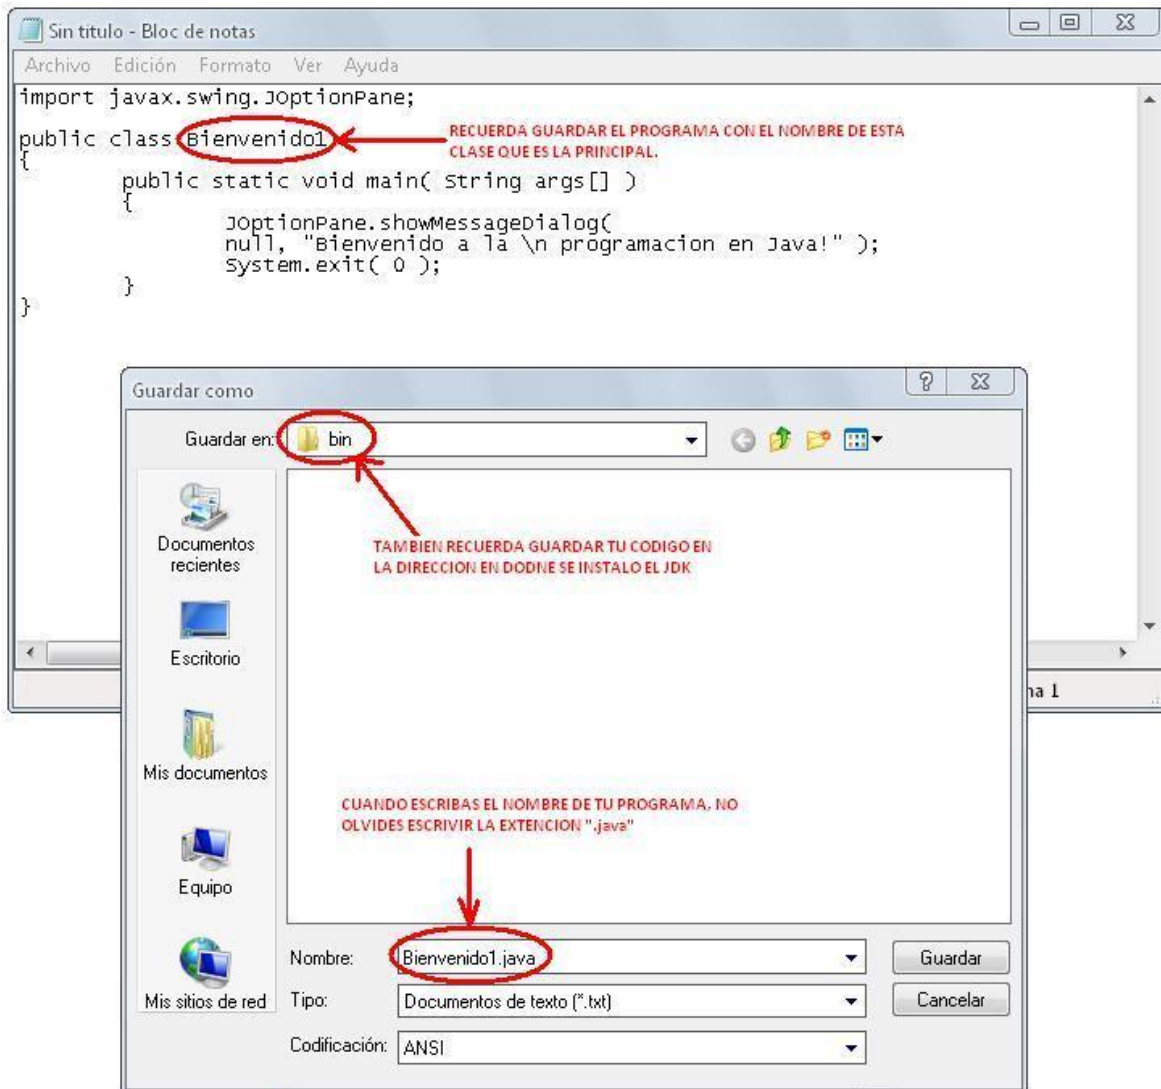 Sin título - Bloc de notas
Archivo Edición Formato Ver Ayuda
import javax.swing.JOptionPane;
public class Bienvenido1
RECUERDA GUARDAR EL PROGRAMA CON EL NOMBRE DE ESTA
CLASE QUE ES LA PRINCIPAL.
{
public static void main( String args[] )
{
JOptionPane.showMessageDialog(
null, "Bienvenido a la \n programacion en Java!" );
System.exit( 0 );
}
}
Guardar como
Guardar en: bin
TAMBIEN RECUERDA GUARDAR TU CODIGO EN
LA DIRECCION EN DODNE SE INSTALO EL JDK
Documentos
recientes
Escritorio
Mis documentos
Equipo
Mis sitios de red
CUANDO ESCRIBAS EL NOMBRE DE TU PROGRAMA, NO
OLVIDES ESCRIVIR LA EXTENCION ".java"
Nombre: Bienvenido1.java Guardar
Tipo: Documentos de texto (*.txt) Cancelar
Codificación: ANSI
na 1